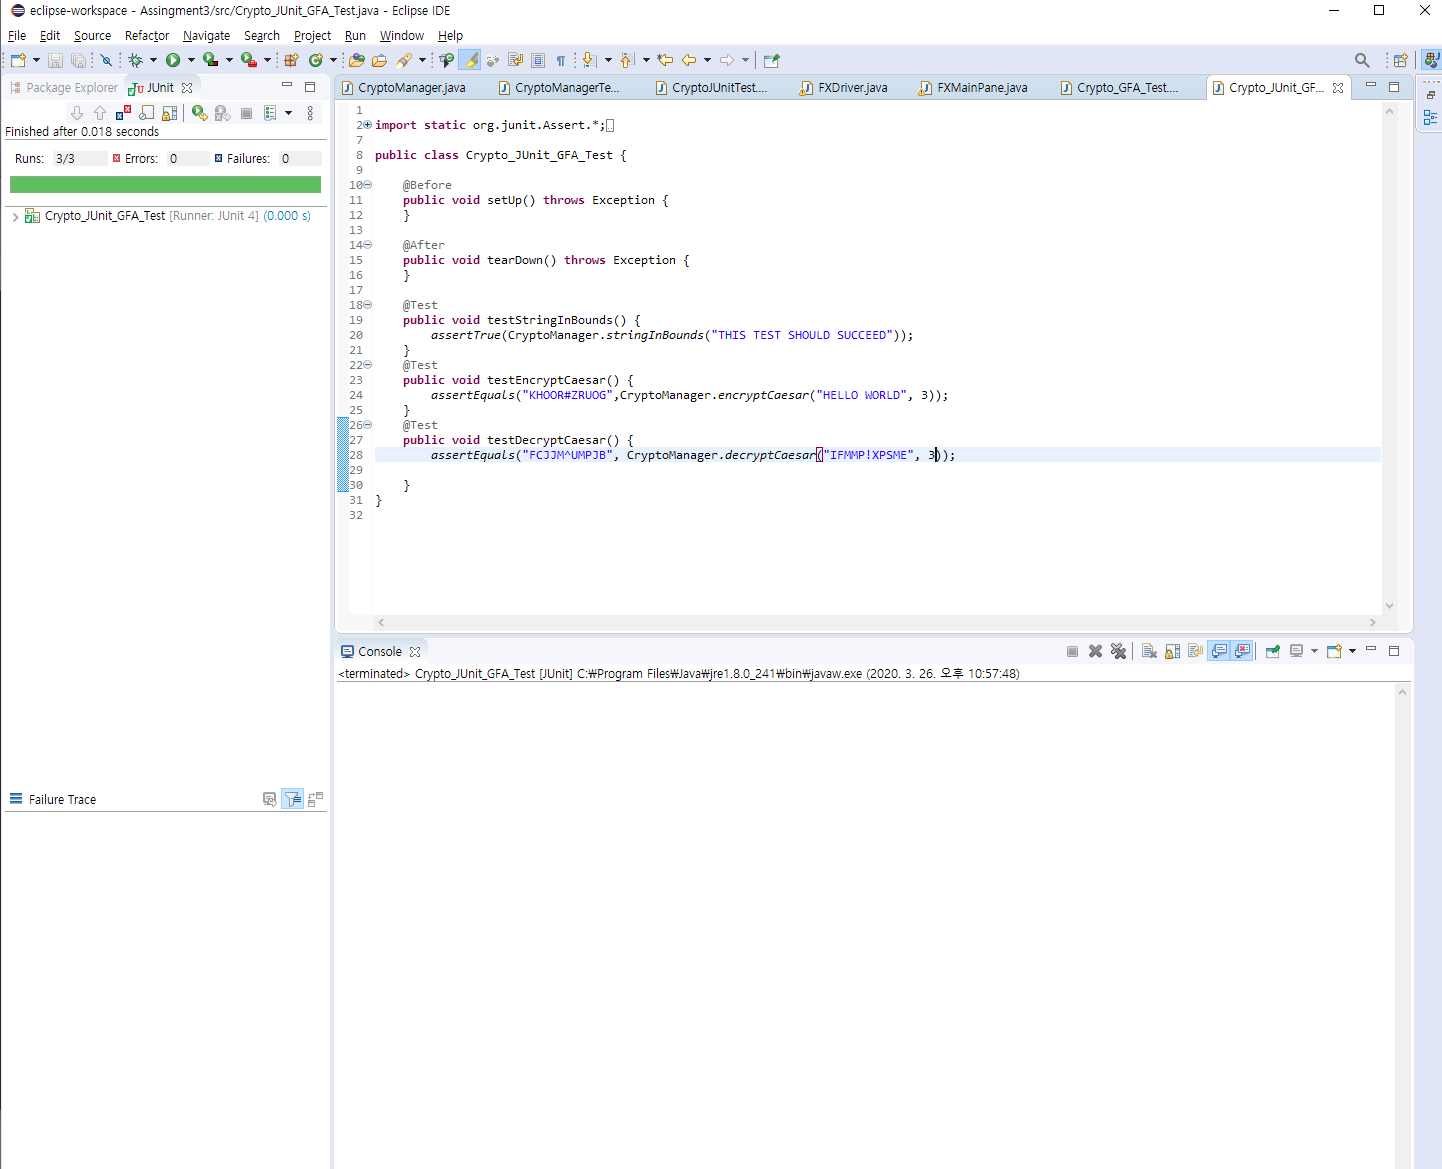 eclipse-workspace - Assingment3/src/Crypto_JUnit_GFA_Test.java - Eclipse IDE
File Edit Source Refactor Navigate Search Project Run Window Help
Package Explorer JUnit
Finished after 0.018 seconds
Runs: 3/3 Errors: 0 Failures: 0
Crypto_JUnit_GFA_Test [Runner: JUnit 4] (0.000 s)
Failure Trace
CryptoManager.java CryptoManagerTe... CryptoJUnitTest.... FXDriver.java FXMainPane.java Crypto_GFA_Test.... Crypto_JUnit_GF...
1
2 import static org.junit.Assert.*;
7
8 public class Crypto_JUnit_GFA_Test {
9
10 @Before
11 public void setUp() throws Exception {
12 }
13
14 @After
15 public void tearDown() throws Exception {
16 }
17
18 @Test
19 public void testStringInBounds() {
20 assertTrue(CryptoManager.stringInBounds("THIS TEST SHOULD SUCCEED"));
21 }
22 @Test
23 public void testEncryptCaesar() {
24 assertEquals("KHOOR#ZRUOG",CryptoManager.encryptCaesar("HELLO WORLD", 3));
25 }
26 @Test
27 public void testDecryptCaesar() {
28 assertEquals("FCJJM^UMPJB", CryptoManager.decryptCaesar("IFMMP!XPSME", 3));
29
30 }
31 }
32
Console
<terminated> Crypto_JUnit_GFA_Test [JUnit] C:₩Program Files₩Java₩jre1.8.0_241₩bin₩javaw.exe (2020. 3. 26. 오후 10:57:48)